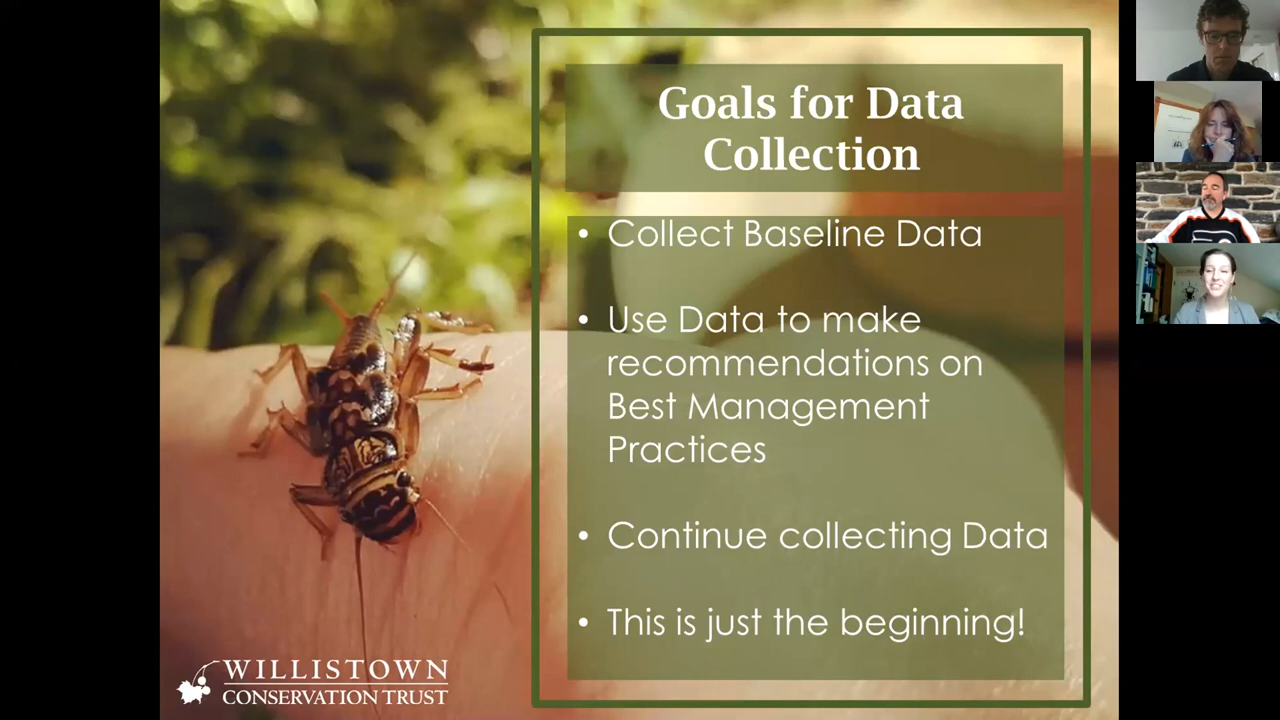 Goals for Data
Collection
• Collect Baseline Data
• Use Data to make
recommendations on
Best Management
Practices
• Continue collecting Data
• This is just the beginning!
WILLISTOWN
CONSERVATION TRUST